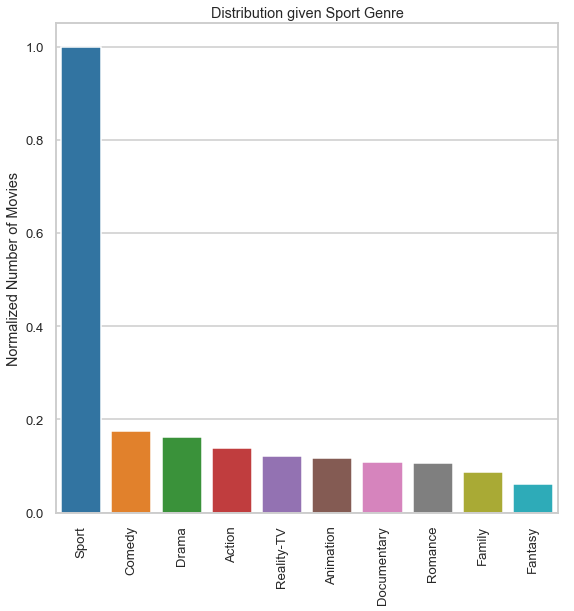 Distribution given Sport Genre
Normalized Number of Movies
1.0
0.8
0.6
0.4
0.2
0.0
Sport
Comedy
Drama
Action
Reality-TV
Animation
Documentary
Romance
Family
Fantasy